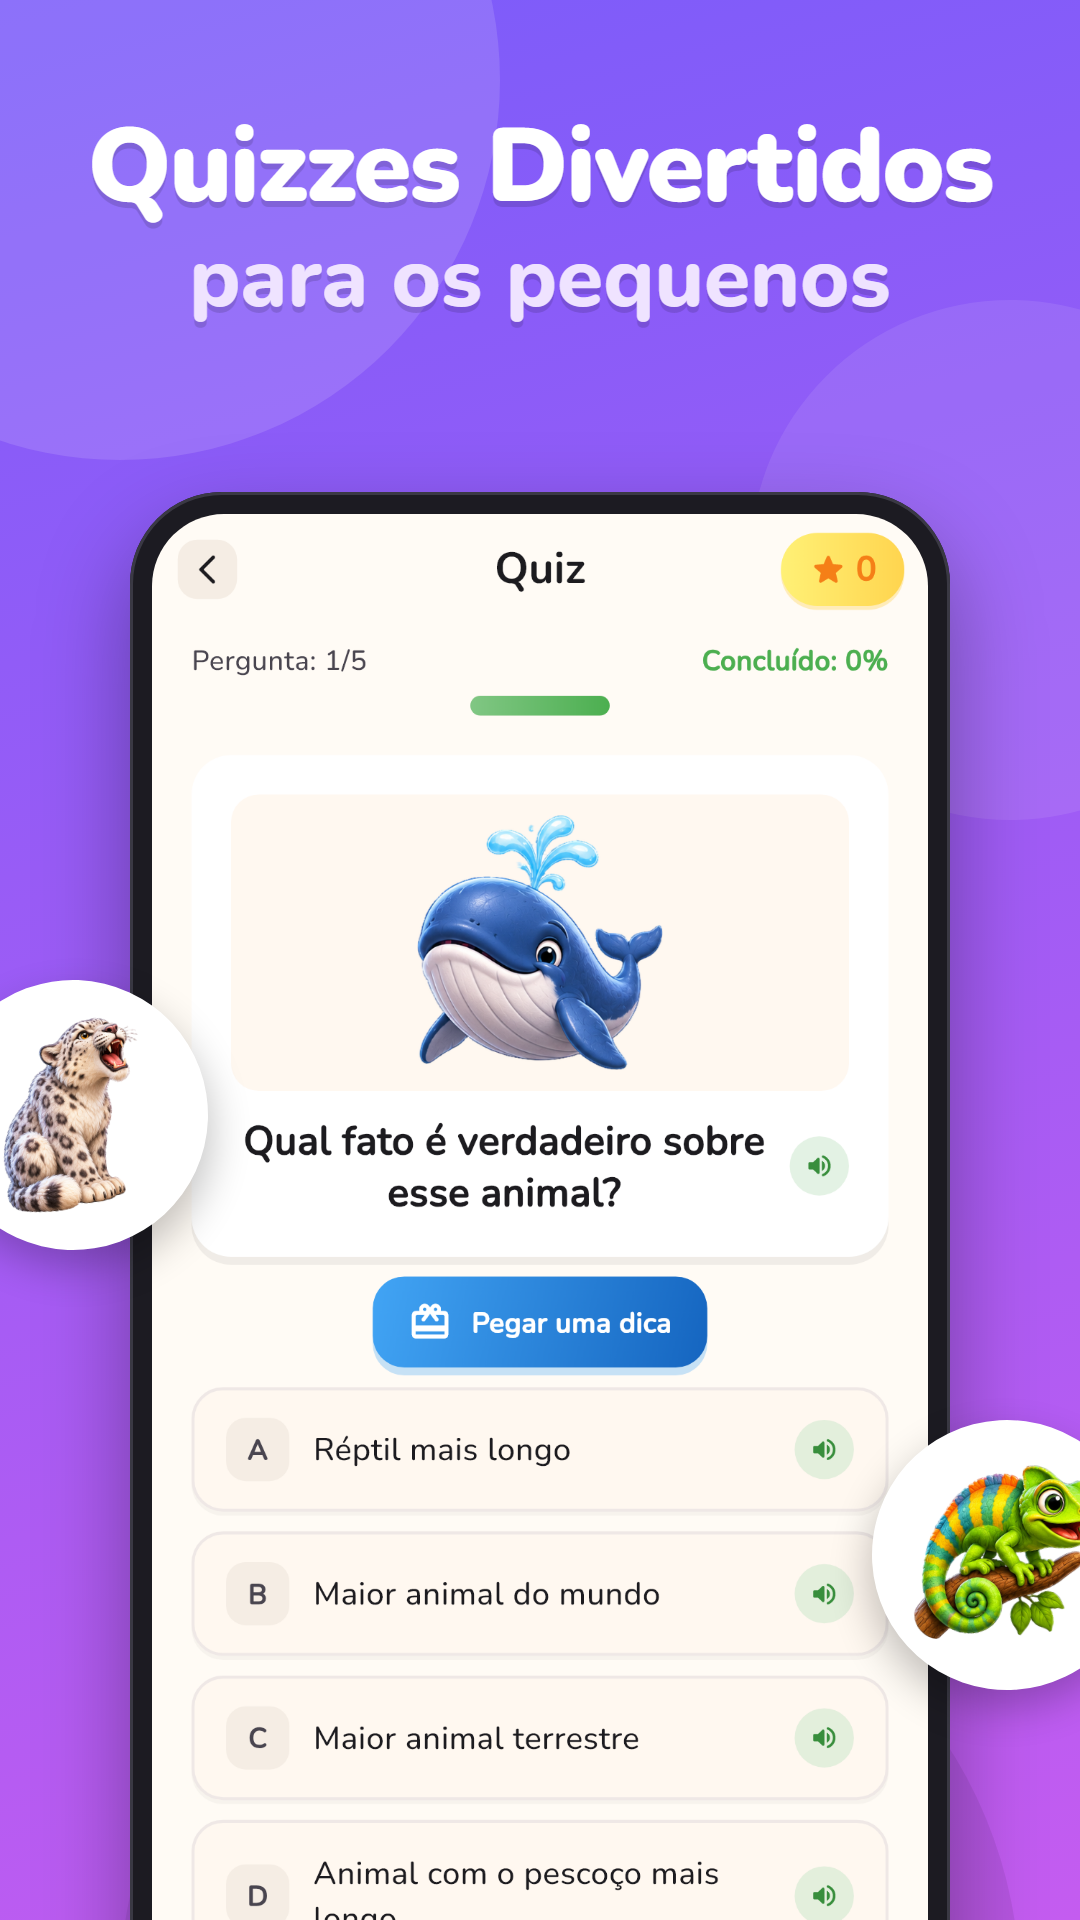 Quizzes Divertidos
para os pequenos
Quiz
0
Pergunta: 1/5
Concluído: 0%
Qual fato é verdadeiro sobre
esse animal?
Pegar uma dica
A Réptil mais longo
B Maior animal do mundo
C Maior animal terrestre
D Animal com o pescoço mais
longo